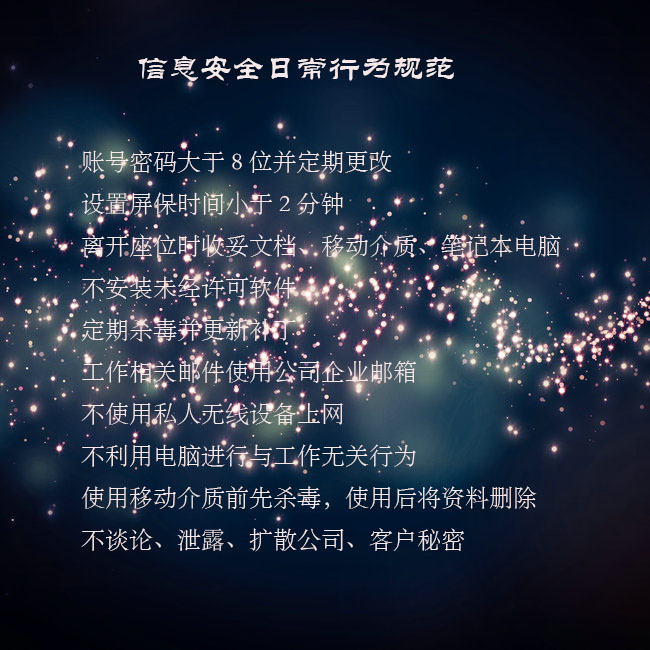 信息安全日常行为规范
账号密码大于8位并定期更改
设置屏保时间小于2分钟
离开座位时收妥文档、移动介质、笔记本电脑
不安装未经许可软件
定期杀毒并更新补丁
工作相关邮件使用公司企业邮箱
不使用私人无线设备上网
不利用电脑进行与工作无关行为
使用移动介质前先杀毒，使用后将资料删除
不谈论、泄露、扩散公司、客户秘密